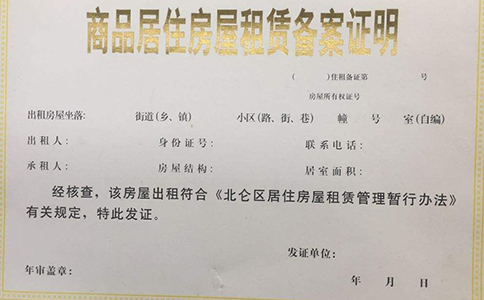 商品居住房屋租赁备案证明
(　　)住租备证第　　号
房屋所有权证号
出租房屋坐落:　　街道(乡、镇)　　小区(路、街、巷)　　幢　　号　　室(自编)
出租人:　　身份证号:　　联系电话:
承租人:　　房屋结构:　　居室面积:
经核查，该房屋出租符合《北仑区居住房屋租赁管理暂行办法》
有关规定，特此发证。
发证单位:
年审盖章:　　年　月　日